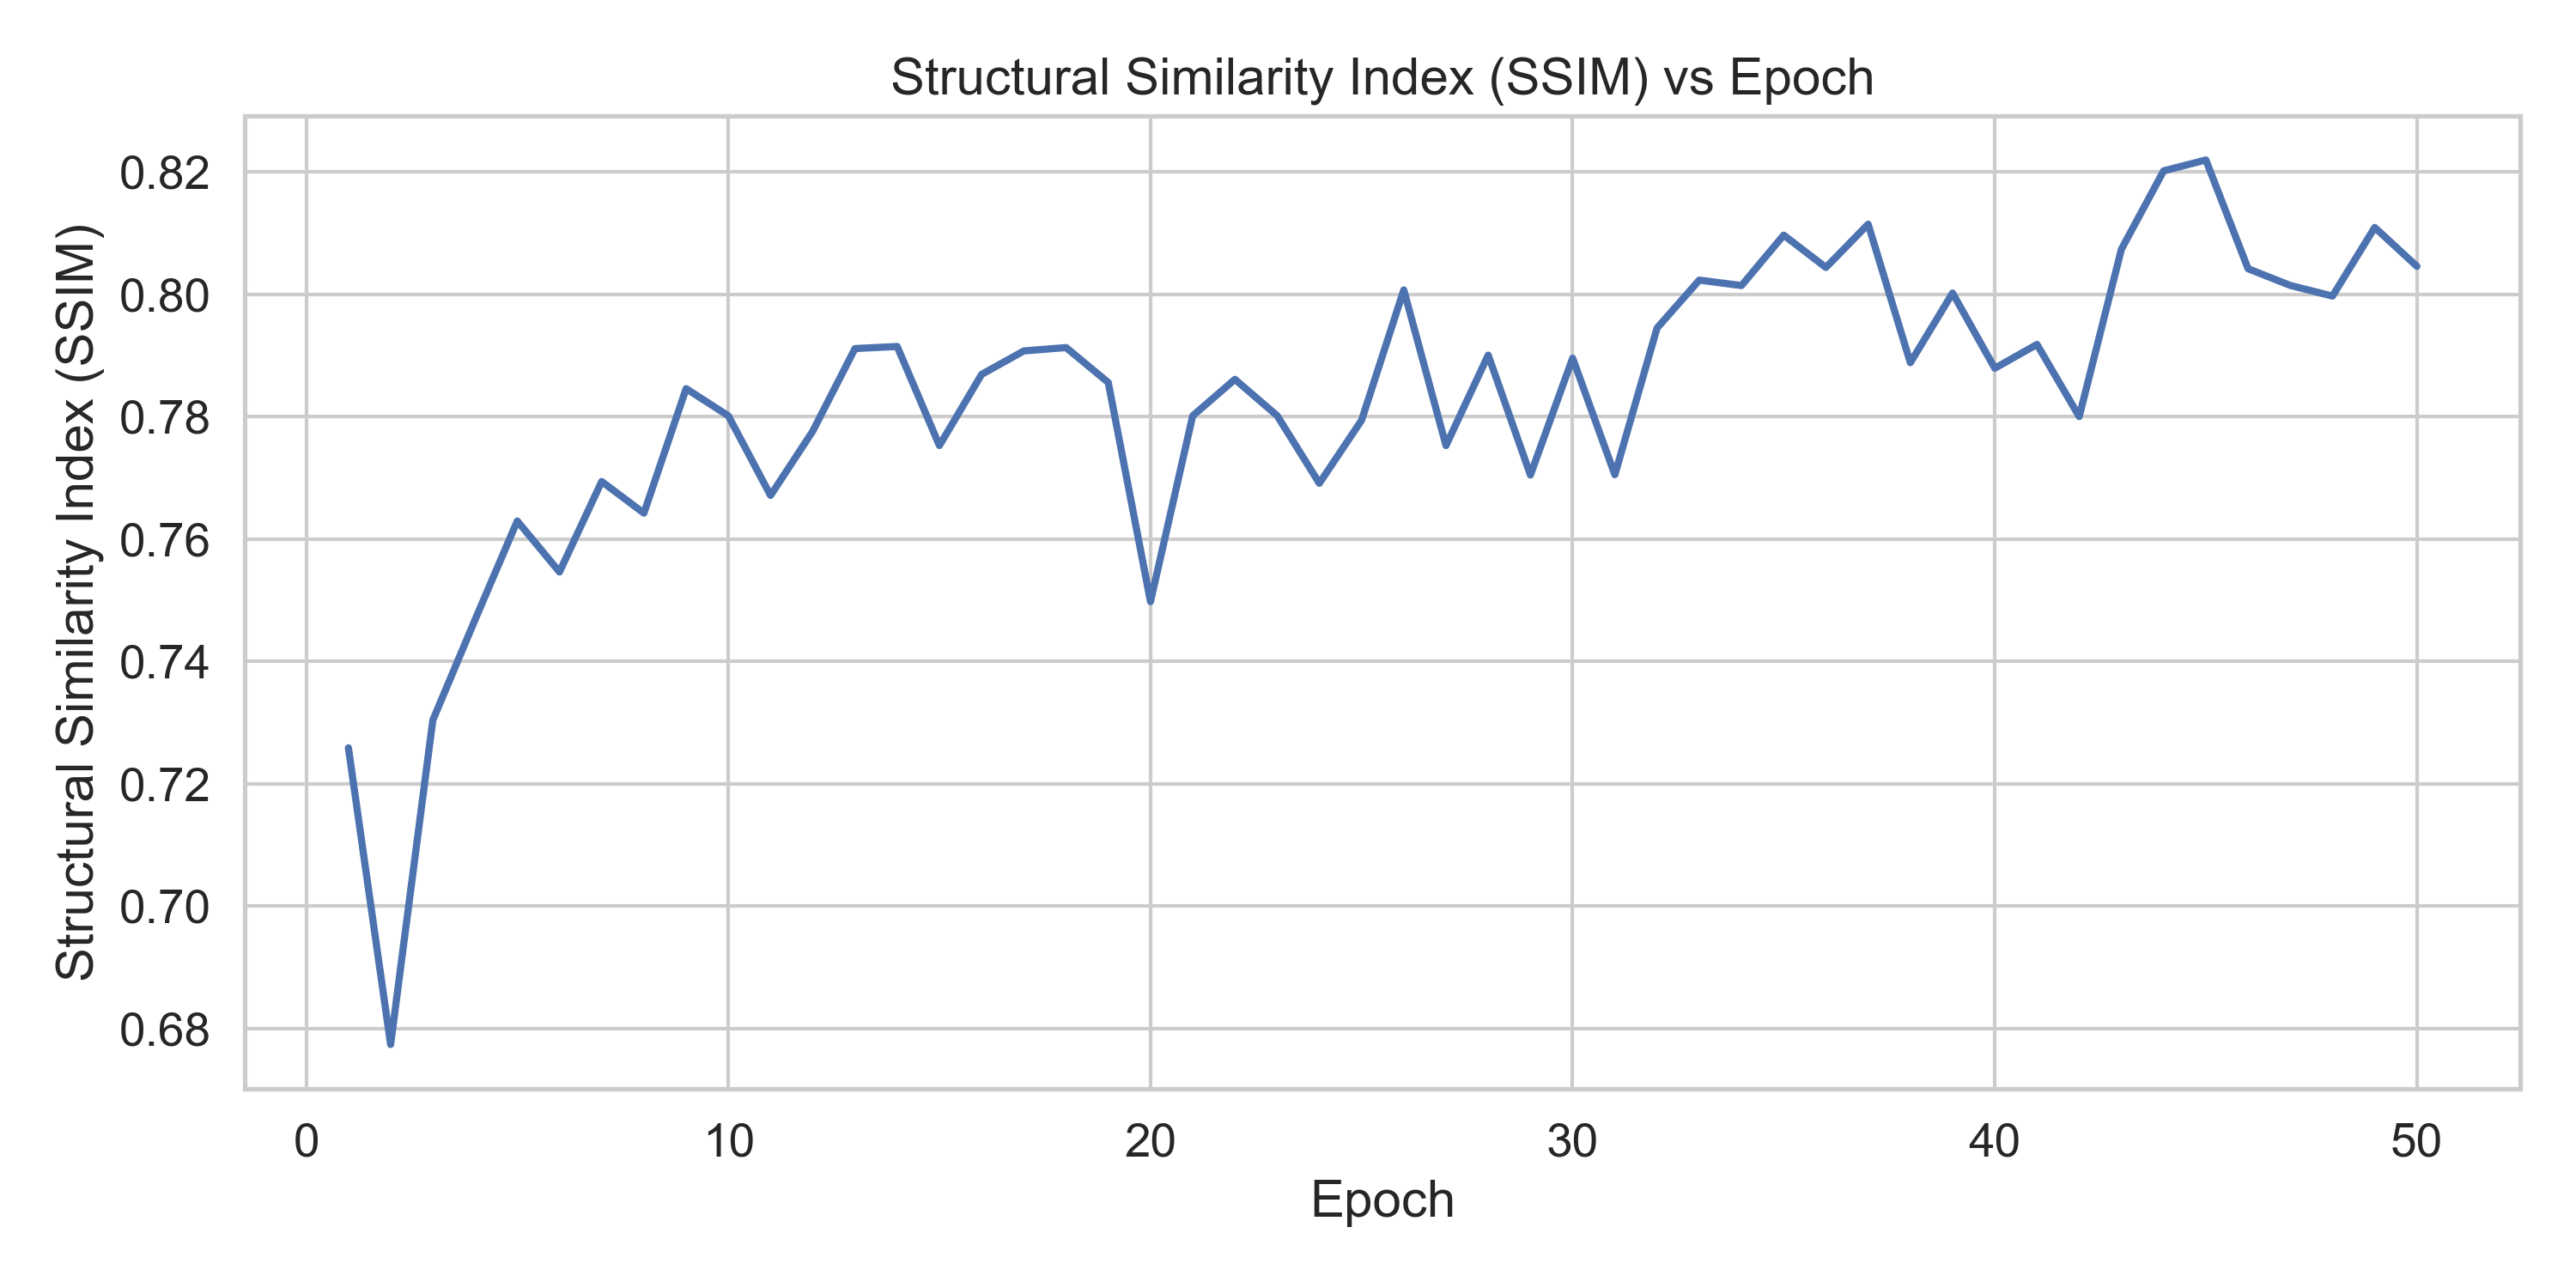 Structural Similarity Index (SSIM) vs Epoch
Structural Similarity Index (SSIM)
0.82
0.80
0.78
0.76
0.74
0.72
0.70
0.68
0 10 20 30 40 50
Epoch